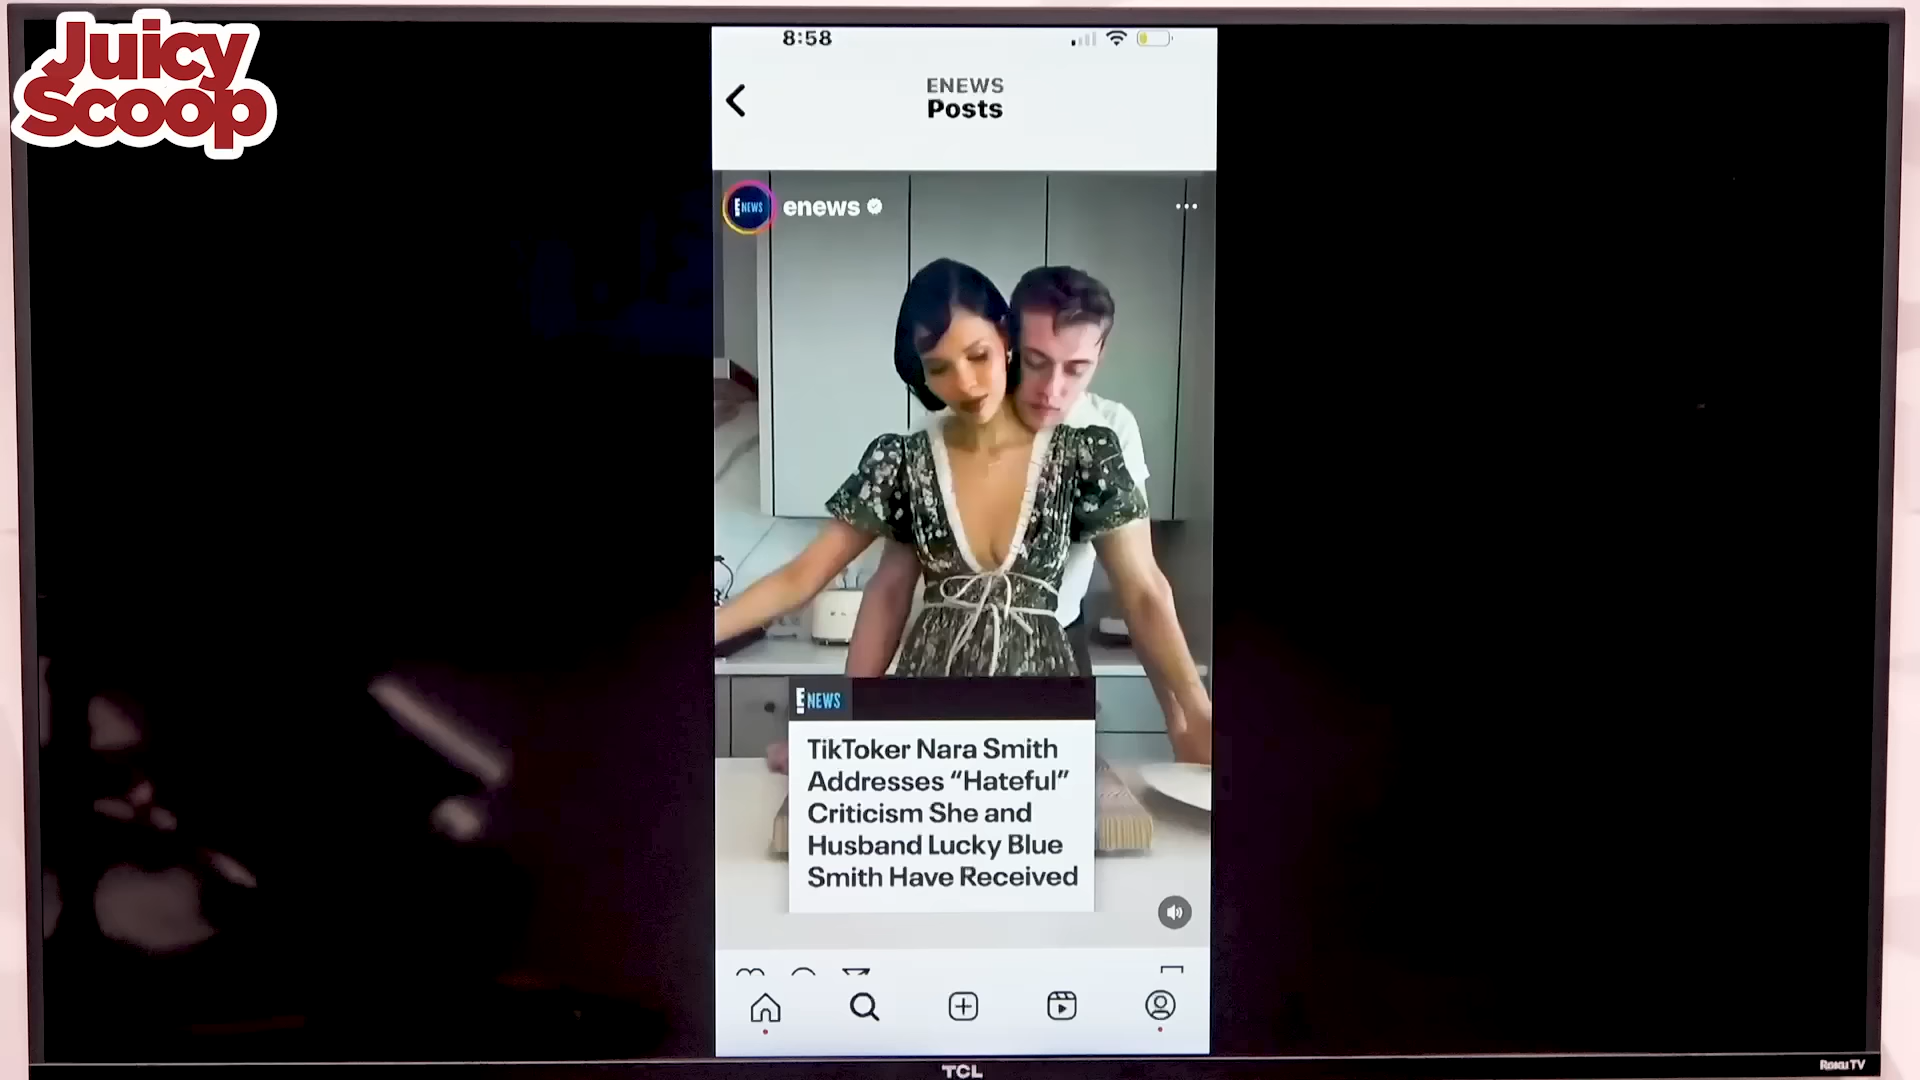 Juicy
Scoop
8:58
ENEWS
Posts
E NEWS
enews
E NEWS
TikToker Nara Smith
Addresses “Hateful”
Criticism She and
Husband Lucky Blue
Smith Have Received
TCL
Roku TV